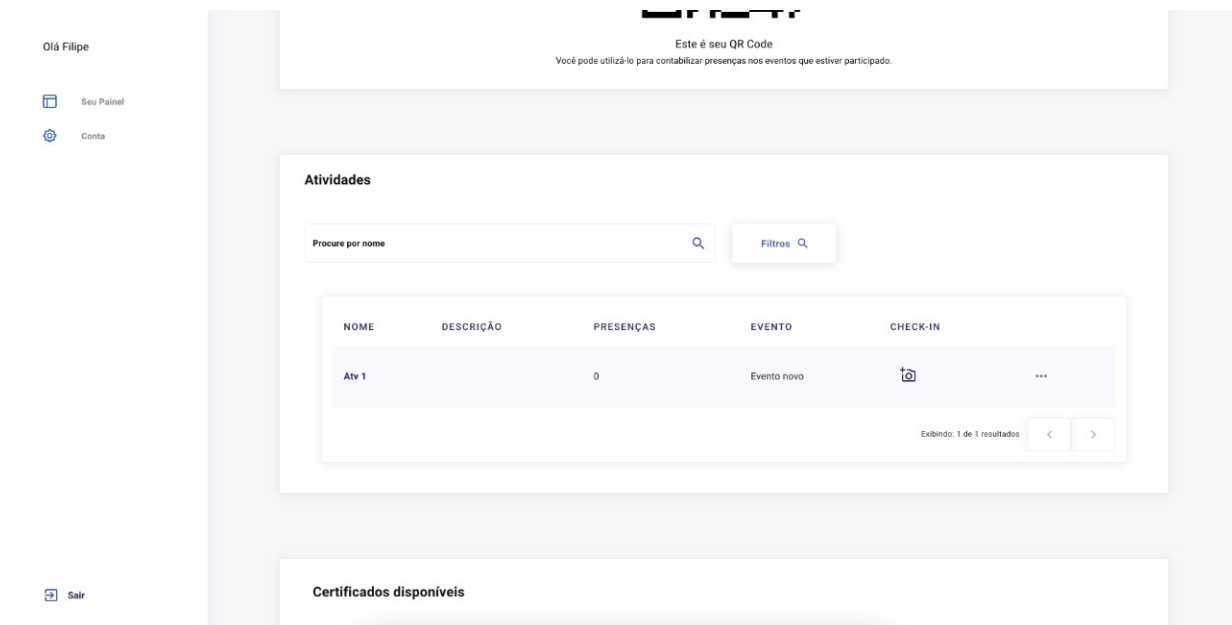 Olá Filipe
Seu Painel
Conta
Sair
Este é seu QR Code
Você pode utilizá-lo para contabilizar presenças nos eventos que estiver participado.
Atividades
Procure por nome
Filtros
NOME DESCRIÇÃO PRESENÇAS EVENTO CHECK-IN
Atv 1 0 Evento novo ...
Exibindo: 1 de 1 resultados
Certificados disponíveis